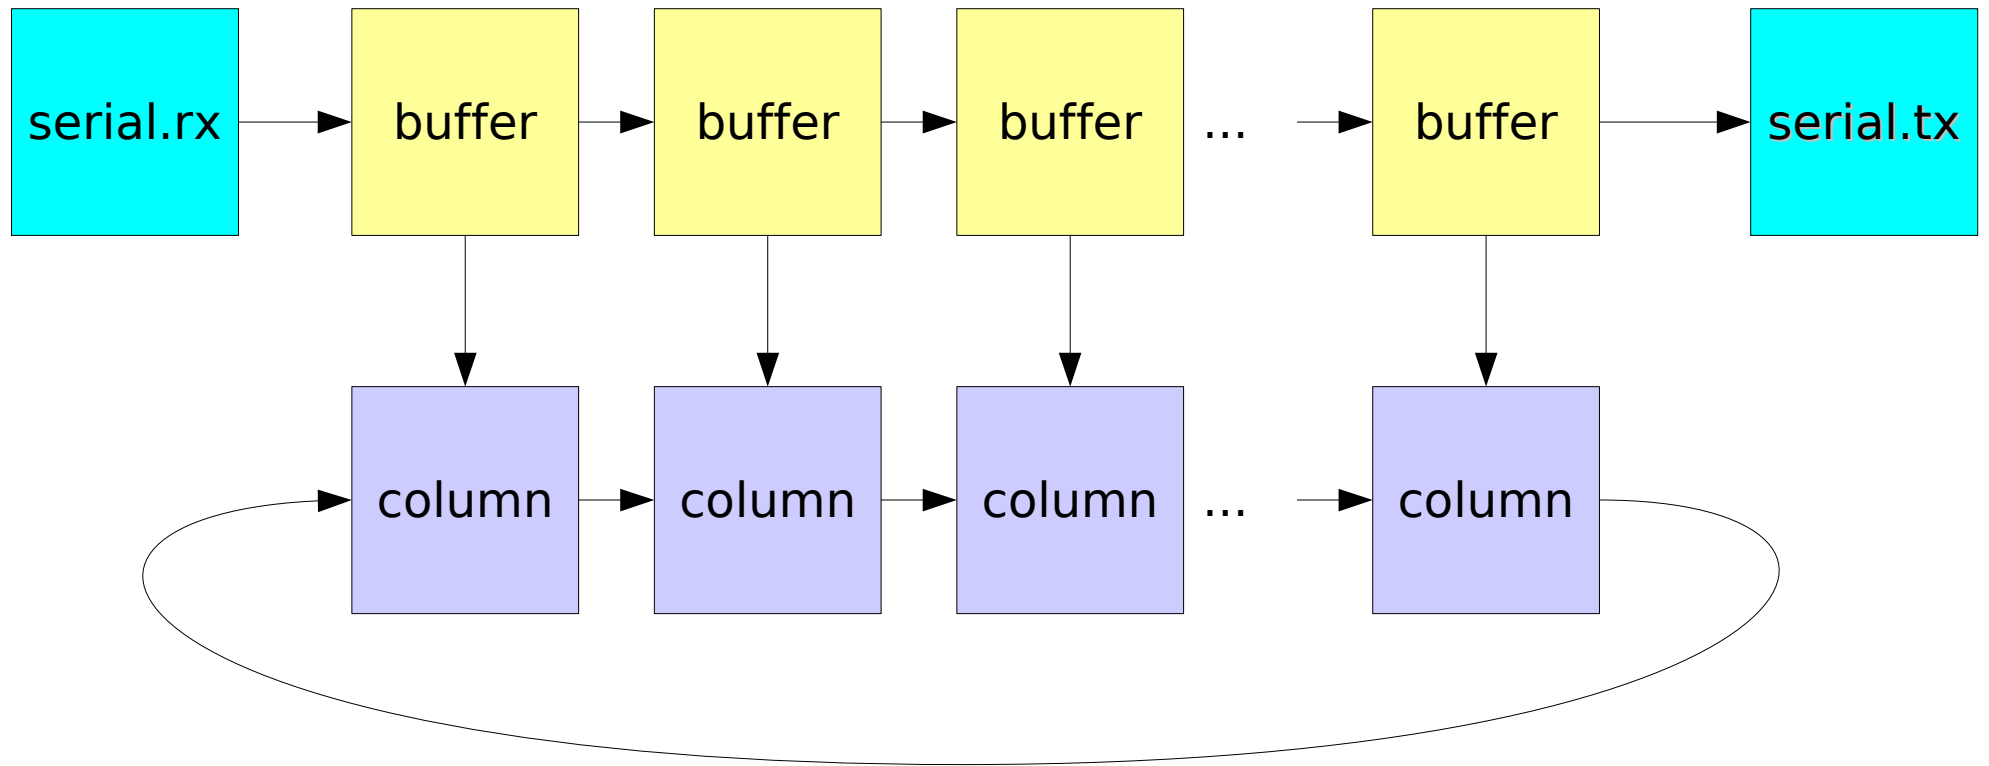 serial.rx
buffer
buffer
buffer
...
buffer
serial.tx
column
column
column
...
column